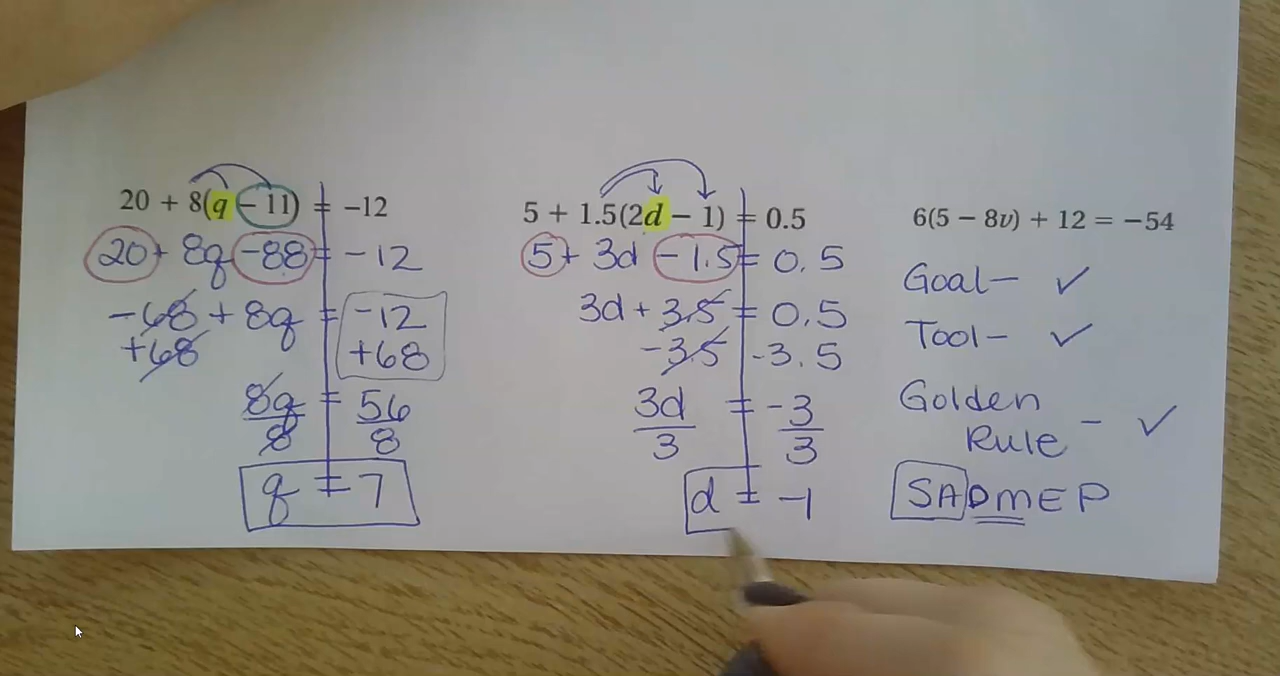 20 + 8(q − 11) = −12
20 + 8q − 88 = −12
−68 + 8q = −12
+68 +68
8q = 56
8 8
q = 7
5 + 1.5(2d − 1) = 0.5
5 + 3d − 1.5 = 0.5
3d + 3.5 = 0.5
−3.5 −3.5
3d = −3
3 3
d = −1
6(5 − 8v) + 12 = −54
Goal – ✓
Tool – ✓
Golden
Rule – ✓
SADMEP